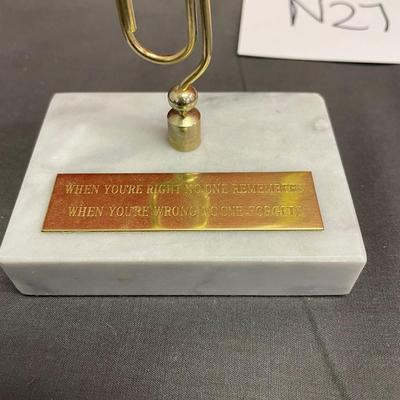 N27
WHEN YOU'RE RIGHT NO ONE REMEMBERS
WHEN YOU'RE WRONG NO ONE FORGETS